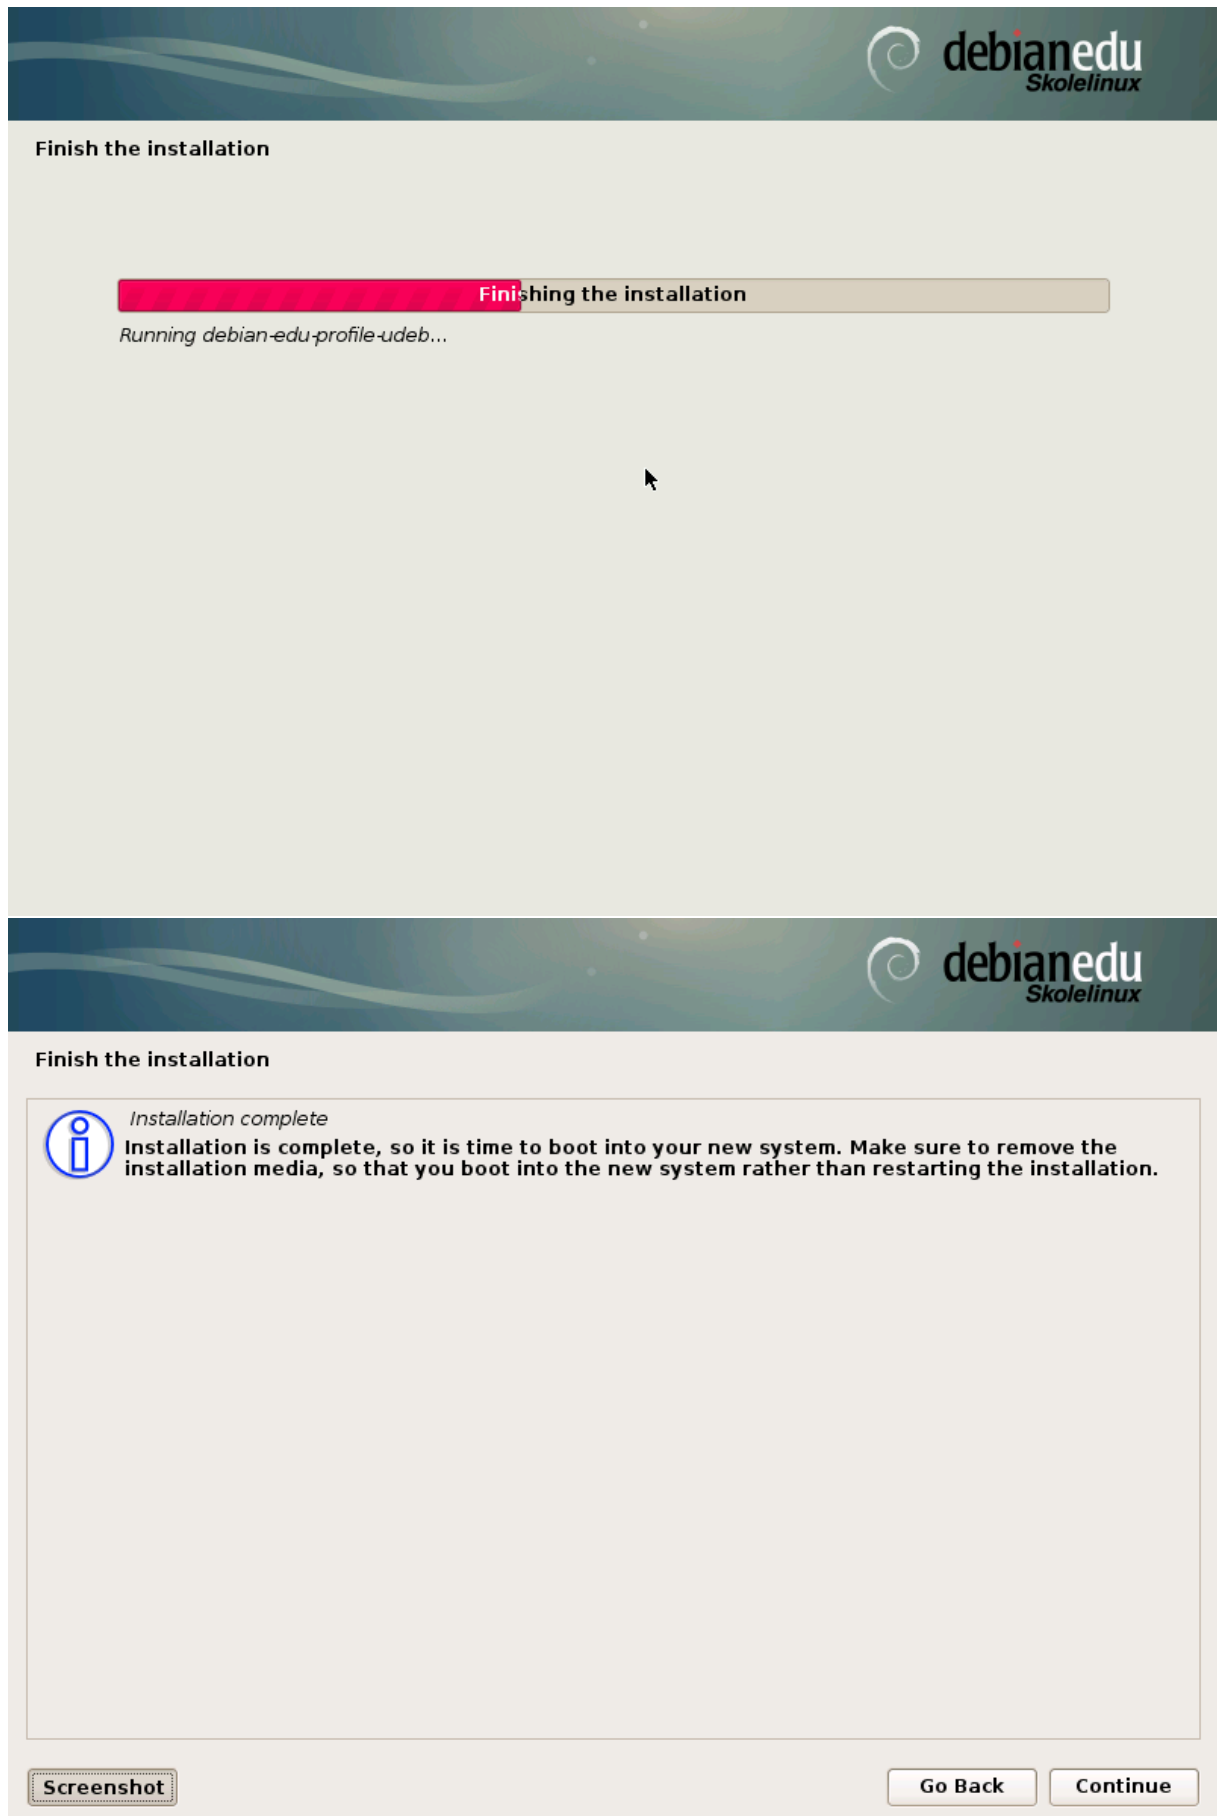 debianedu
Skolelinux
Finish the installation
Finishing the installation
Running debian-edu-profile-udeb...
debianedu
Skolelinux
Finish the installation
Installation complete
Installation is complete, so it is time to boot into your new system. Make sure to remove the
installation media, so that you boot into the new system rather than restarting the installation.
Screenshot
Go Back
Continue